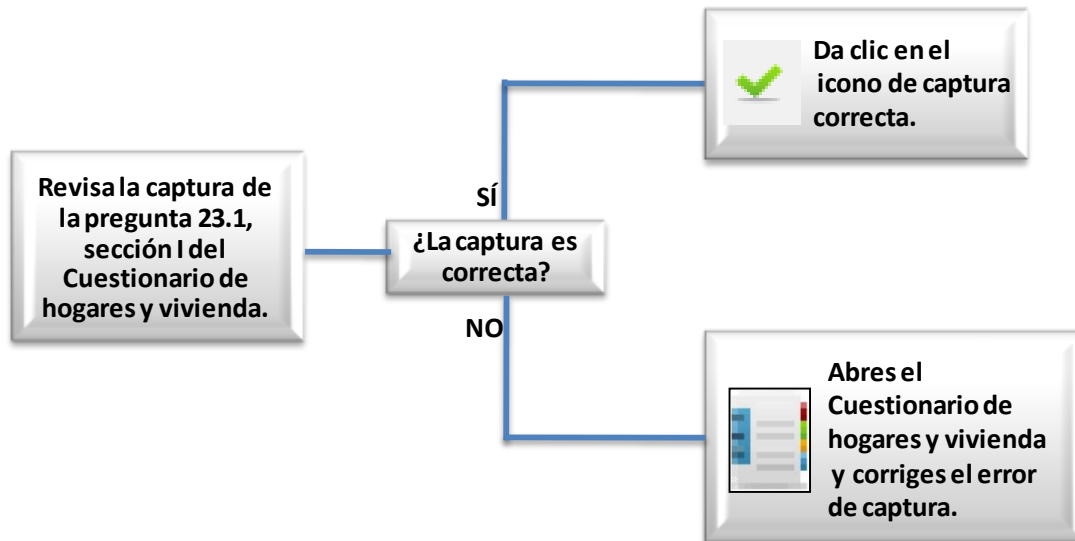 Revisa la captura de
la pregunta 23.1,
sección I del
Cuestionario de
hogares y vivienda.
¿La captura es
correcta?
SÍ
Da clic en el
icono de captura
correcta.
NO
Abres el
Cuestionario de
hogares y vivienda
y corriges el error
de captura.